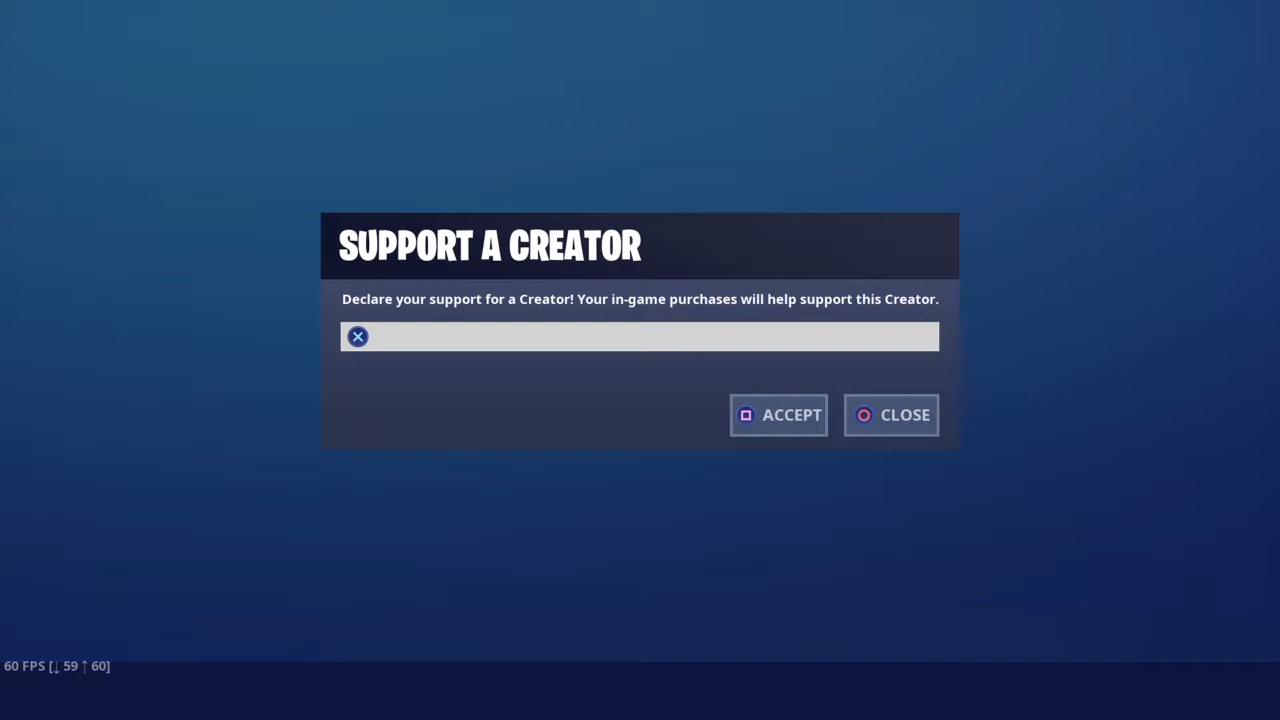 SUPPORT A CREATOR
Declare your support for a Creator! Your in-game purchases will help support this Creator.
ACCEPT
CLOSE
60 FPS [↓ 59 ↑ 60]